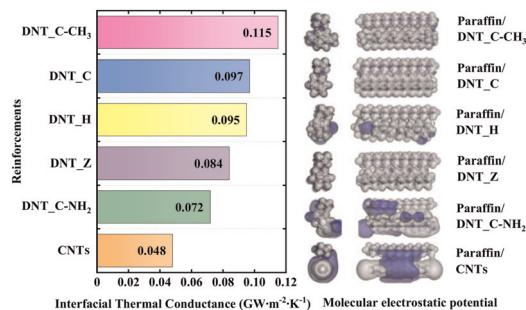 Reinforcements
DNT_C-CH₃
DNT_C
DNT_H
DNT_Z
DNT_C-NH₂
CNTs
0.115
0.097
0.095
0.084
0.072
0.048
0.00
0.02
0.04
0.06
0.08
0.10
0.12
Interfacial Thermal Conductance (GW·m⁻²·K⁻¹)
Paraffin/
DNT_C-CH₃
Paraffin/
DNT_C
Paraffin/
DNT_H
Paraffin/
DNT_Z
Paraffin/
DNT_C-NH₂
Paraffin/
CNTs
Molecular electrostatic potential